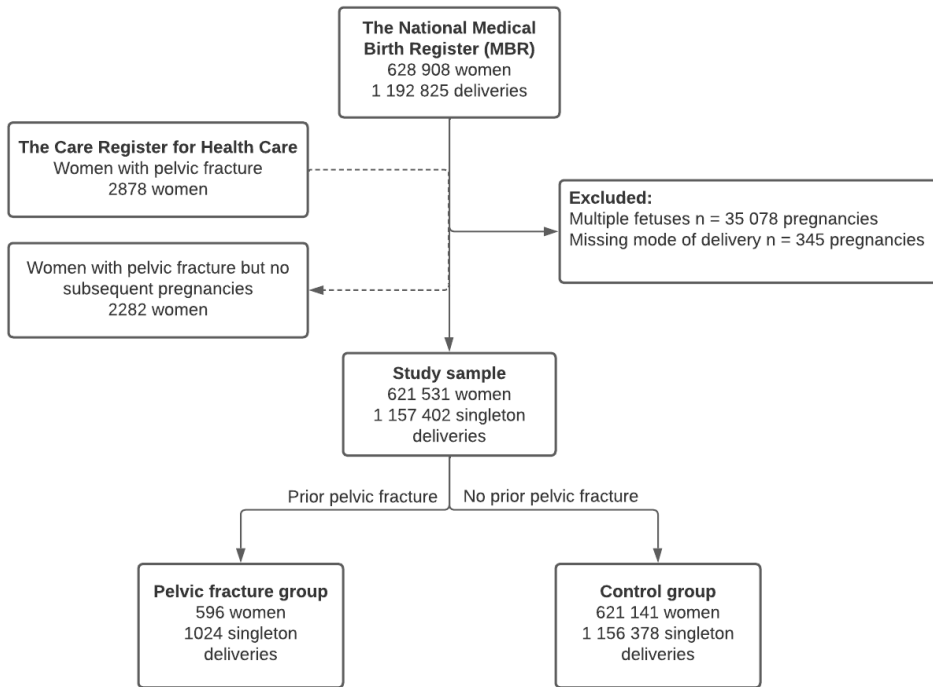 The National Medical
Birth Register (MBR)
628 908 women
1 192 825 deliveries
The Care Register for Health Care
Women with pelvic fracture
2878 women
Excluded:
Multiple fetuses n = 35 078 pregnancies
Missing mode of delivery n = 345 pregnancies
Women with pelvic fracture but no
subsequent pregnancies
2282 women
Study sample
621 531 women
1 157 402 singleton
deliveries
Prior pelvic fracture
No prior pelvic fracture
Pelvic fracture group
596 women
1024 singleton
deliveries
Control group
621 141 women
1 156 378 singleton
deliveries